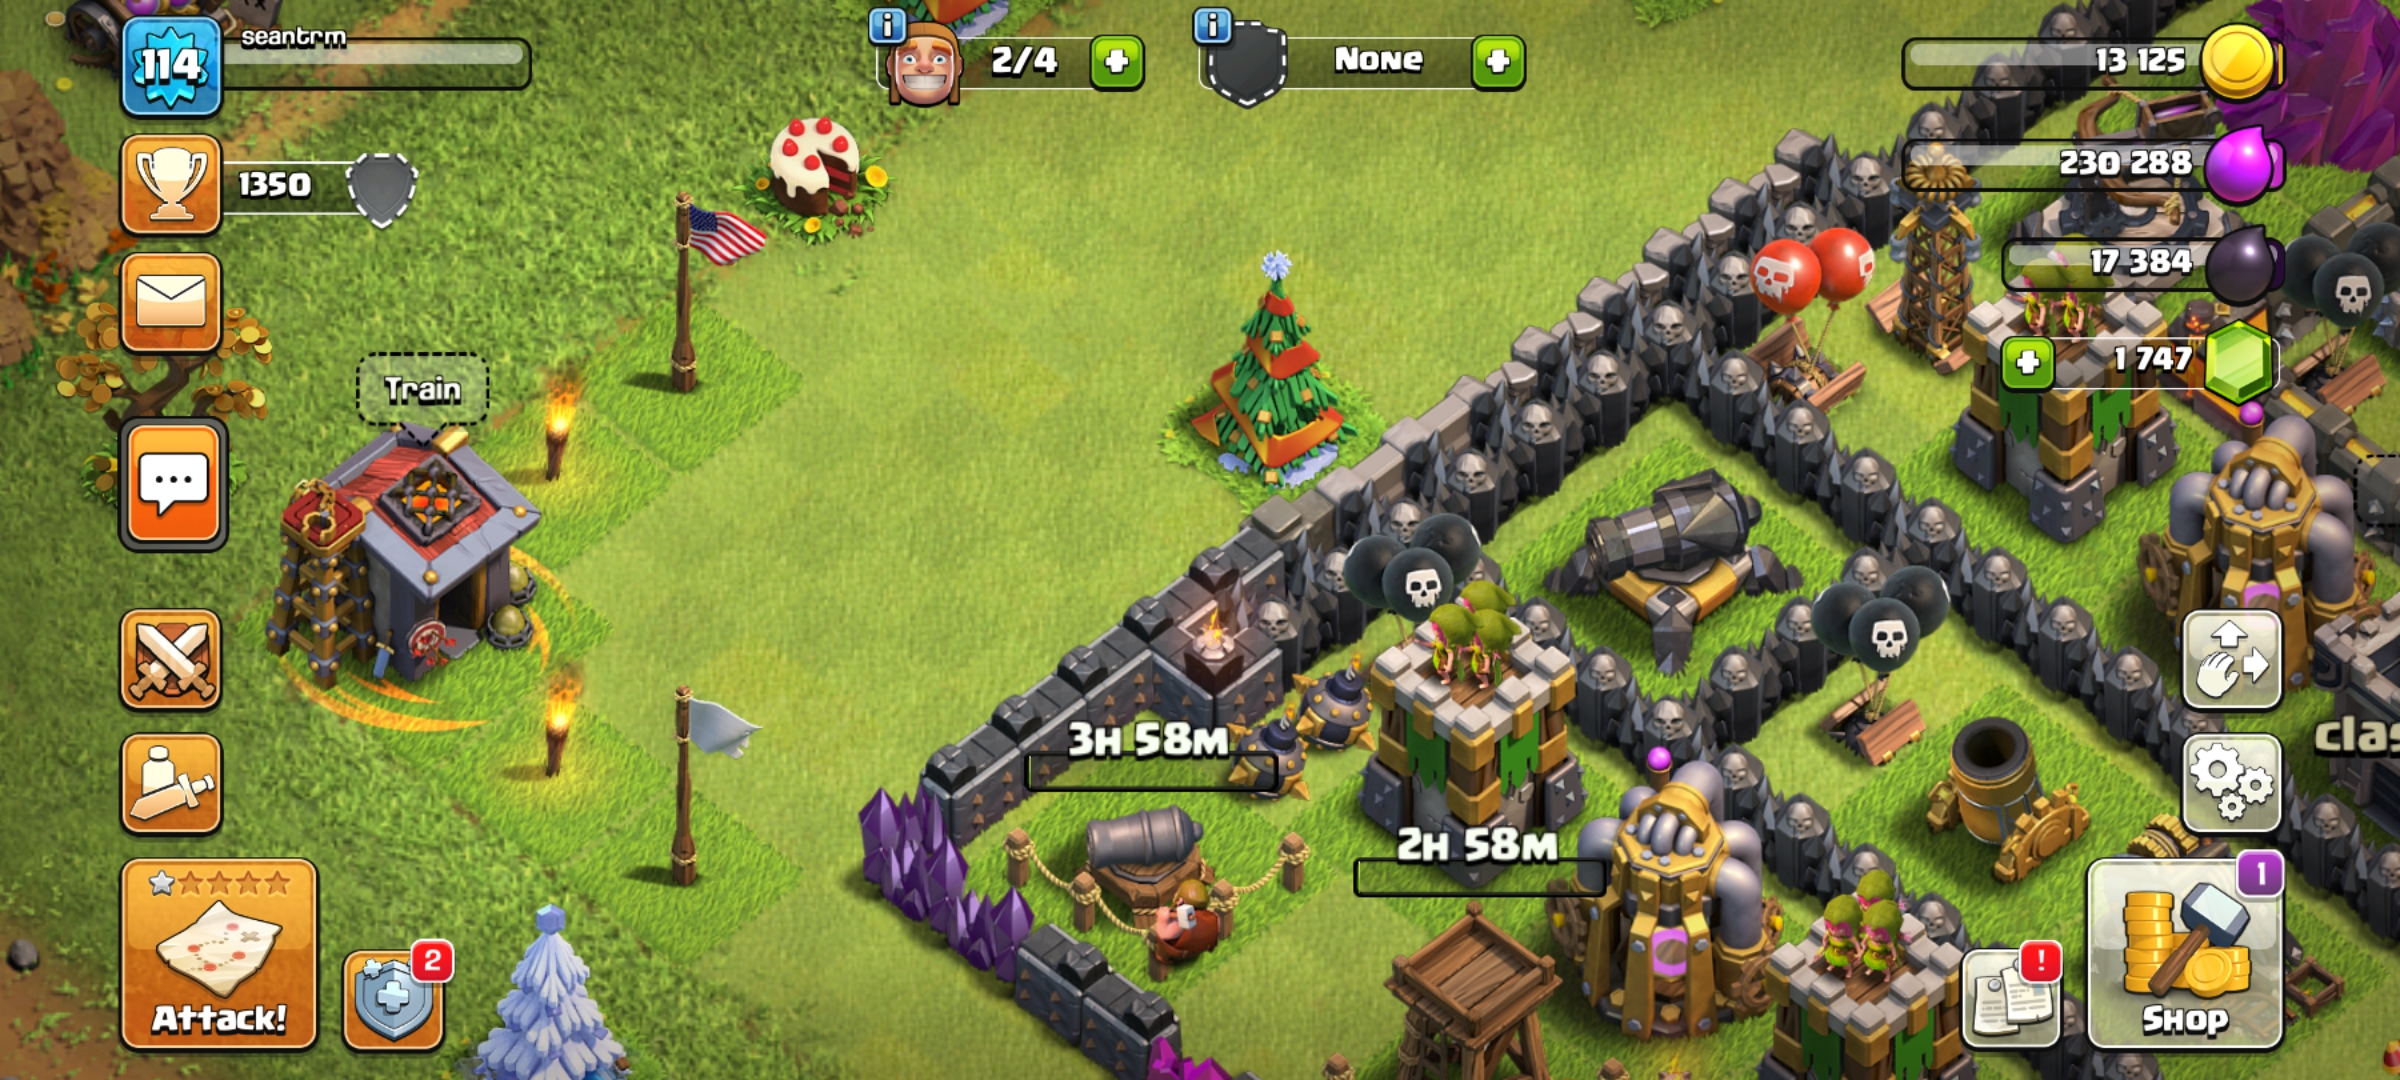 114
seantrm
2/4
None
13 125
1350
230 288
17 384
1 747
Train
3H 58M
2H 58M
clas
1
2
!
Attack!
Shop